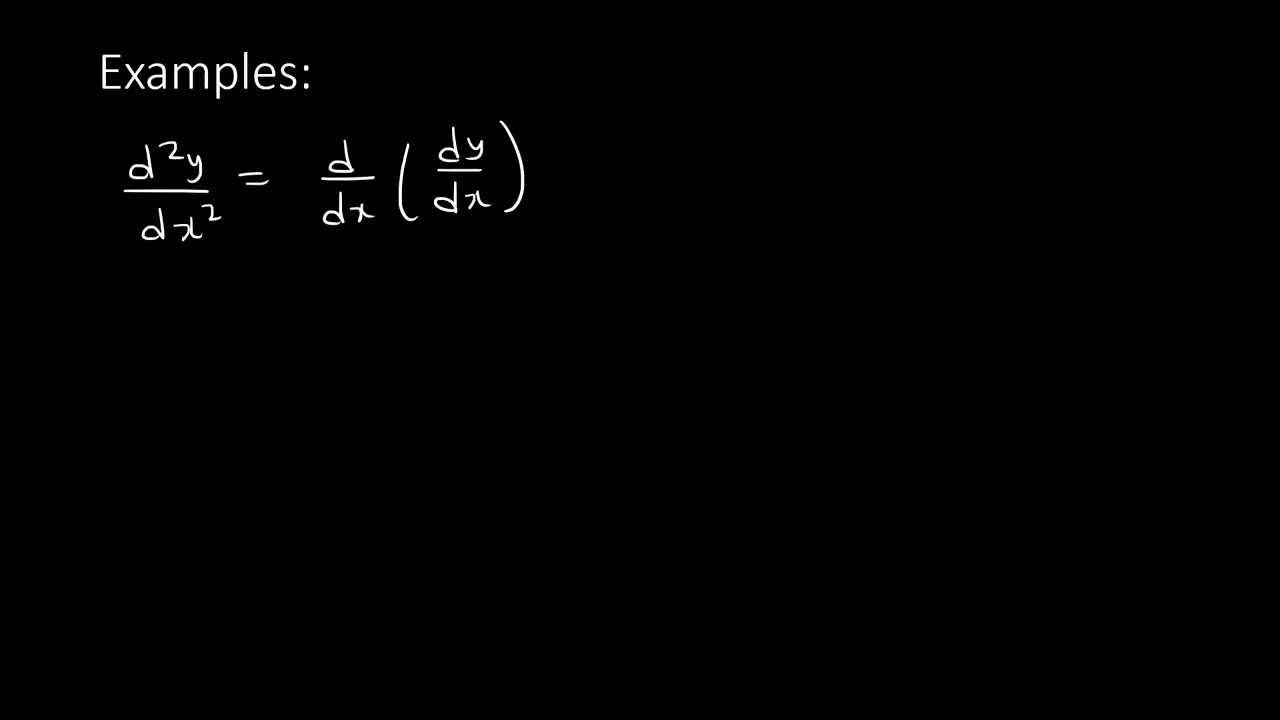 Examples:
d²y/dx² = d/dx (dy/dx)